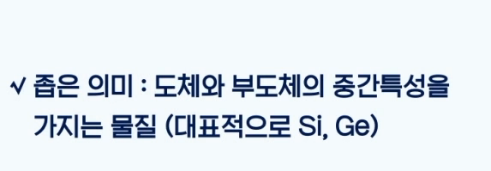 ✓ 좁은 의미 : 도체와 부도체의 중간특성을
가지는 물질 (대표적으로 Si, Ge)